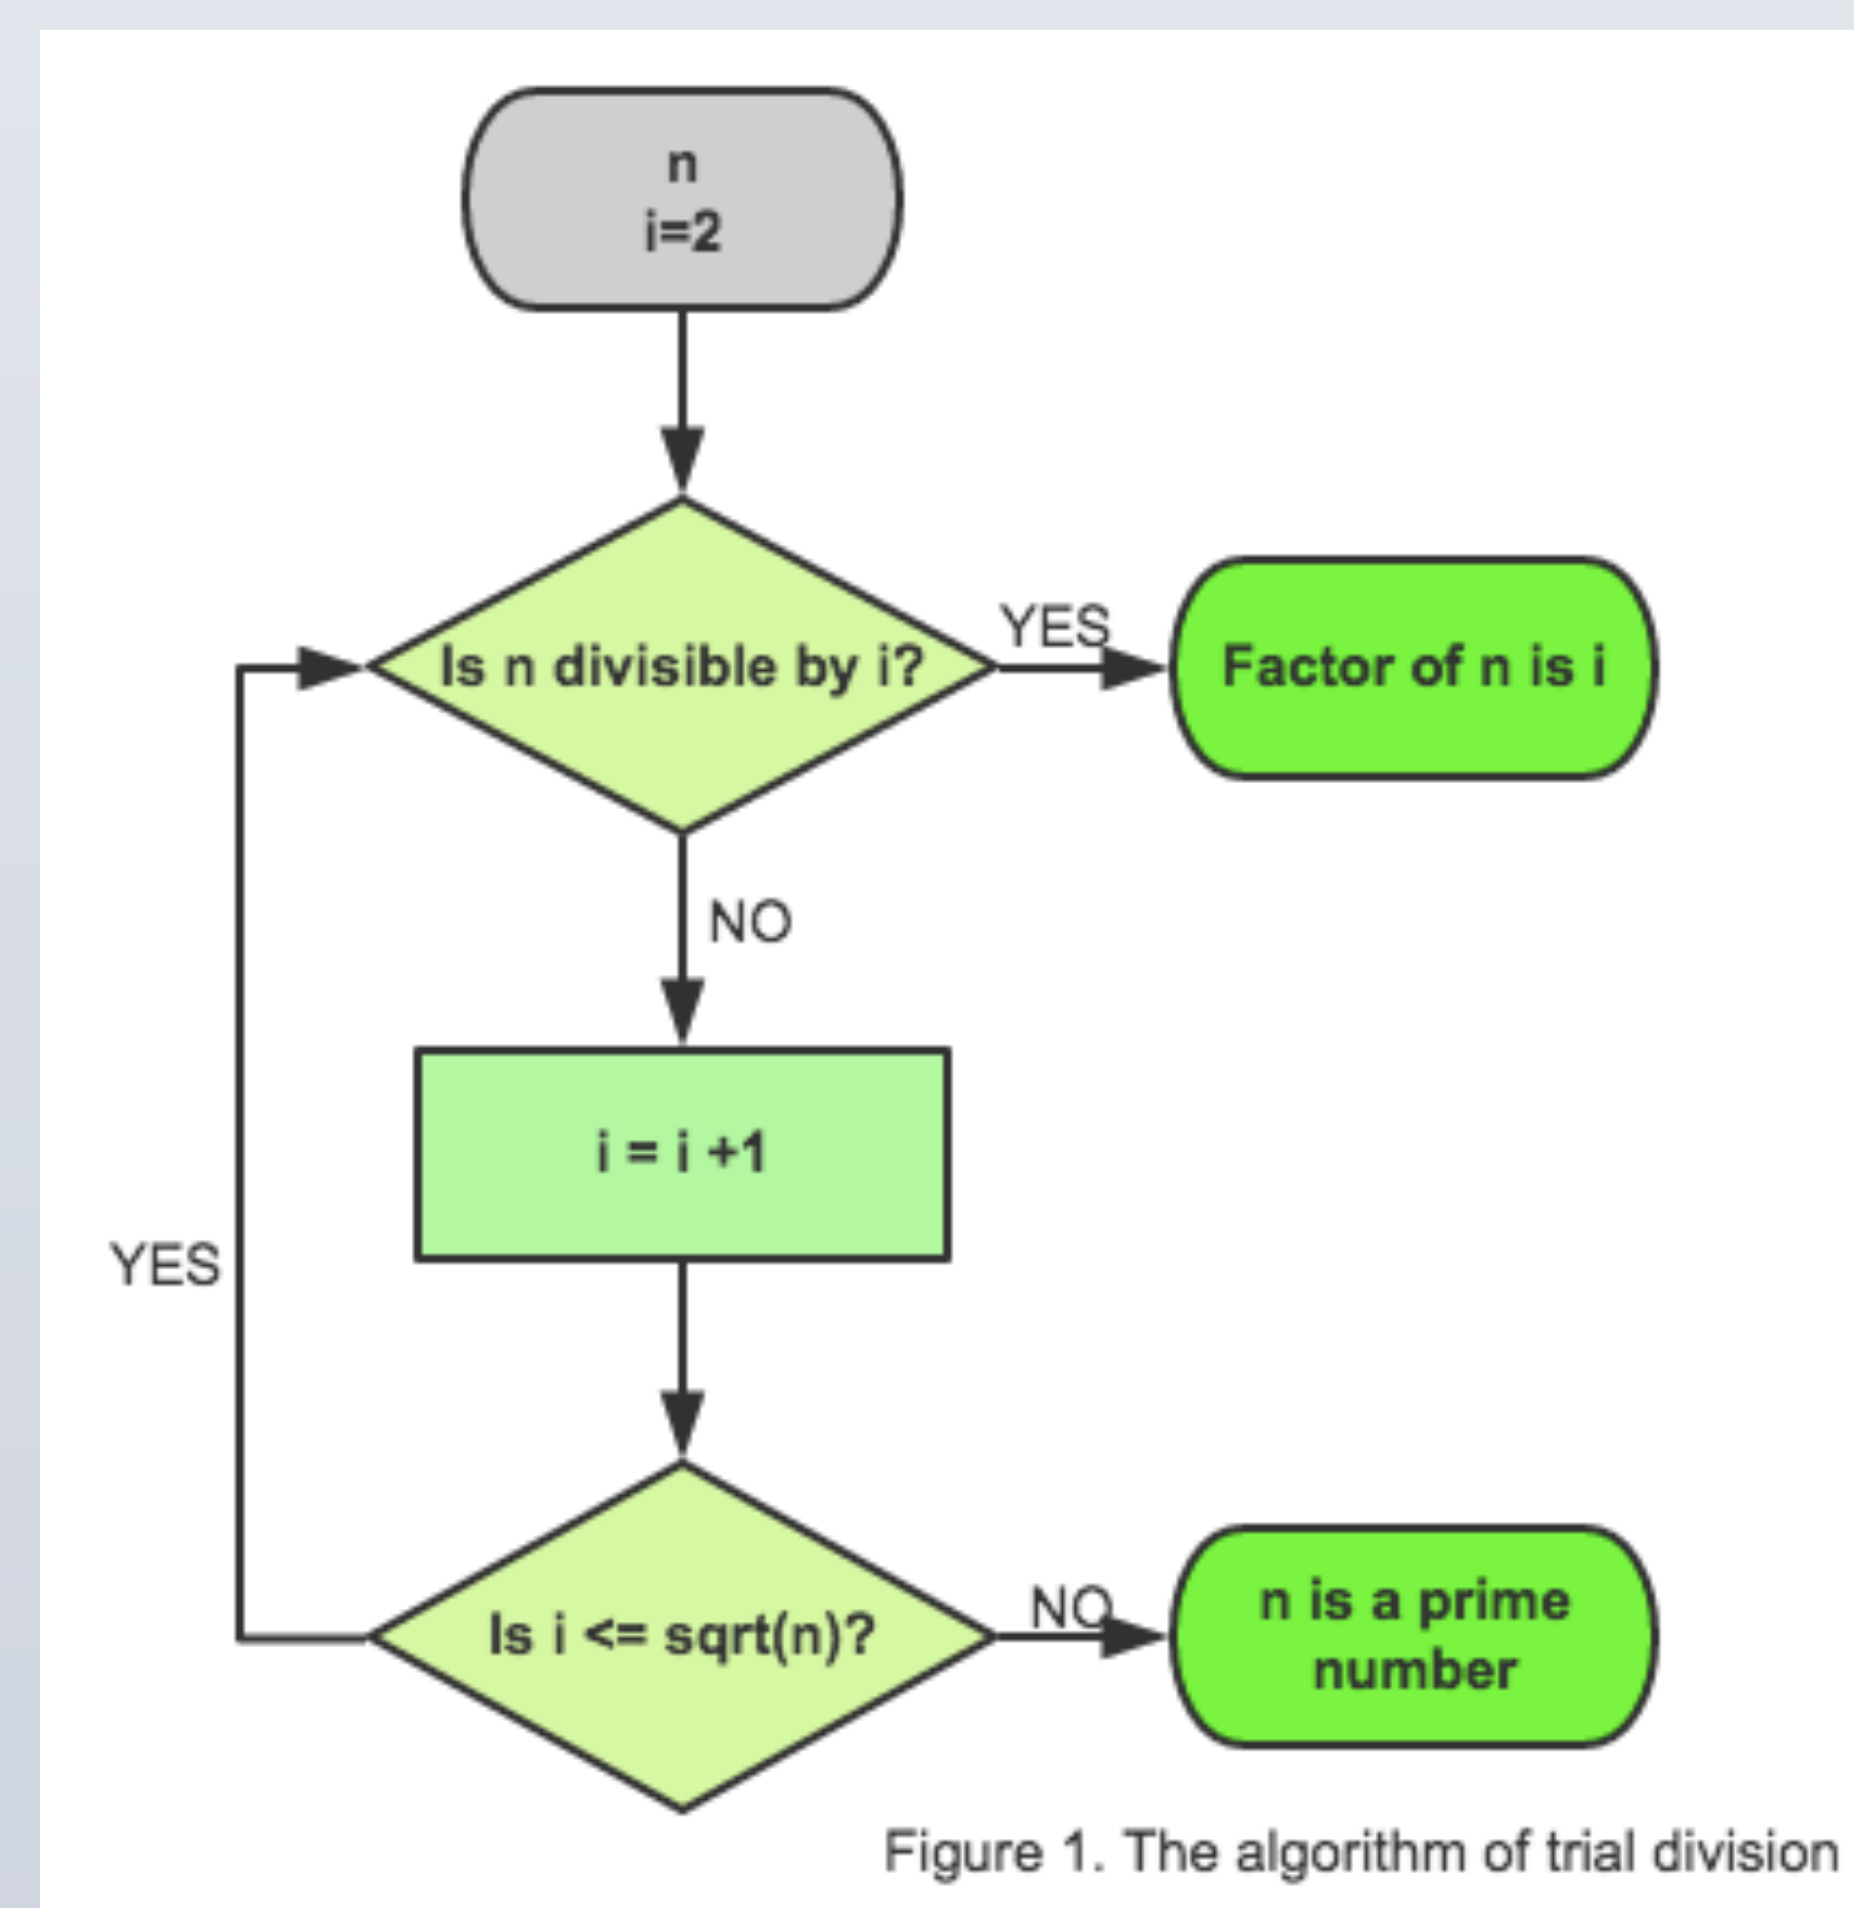 n
i=2
Is n divisible by i?
YES
Factor of n is i
NO
i = i +1
YES
Is i <= sqrt(n)?
NO
n is a prime
number
Figure 1. The algorithm of trial division